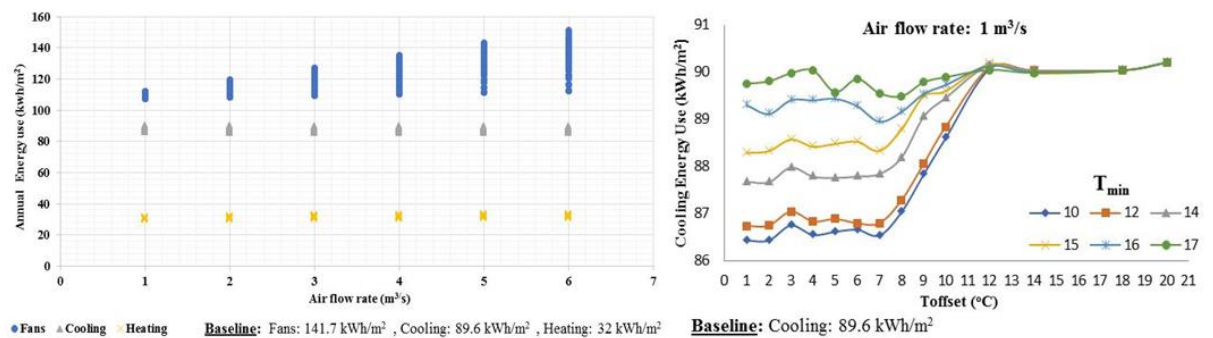 160
140
120
100
80
60
40
20
0
Annual Energy use (kwh/m²)
0 1 2 3 4 5 6 7
Air flow rate (m³/s)
Fans Cooling Heating
Baseline: Fans: 141.7 kWh/m² , Cooling: 89.6 kWh/m² , Heating: 32 kWh/m²
Air flow rate: 1 m³/s
91
90
89
88
87
86
Cooling Energy Use (kWh/m²)
T min
10 12 14
15 16 17
0 1 2 3 4 5 6 7 8 9 10 11 12 13 14 15 16 17 18 19 20 21
Toffset (°C)
Baseline: Cooling: 89.6 kWh/m²